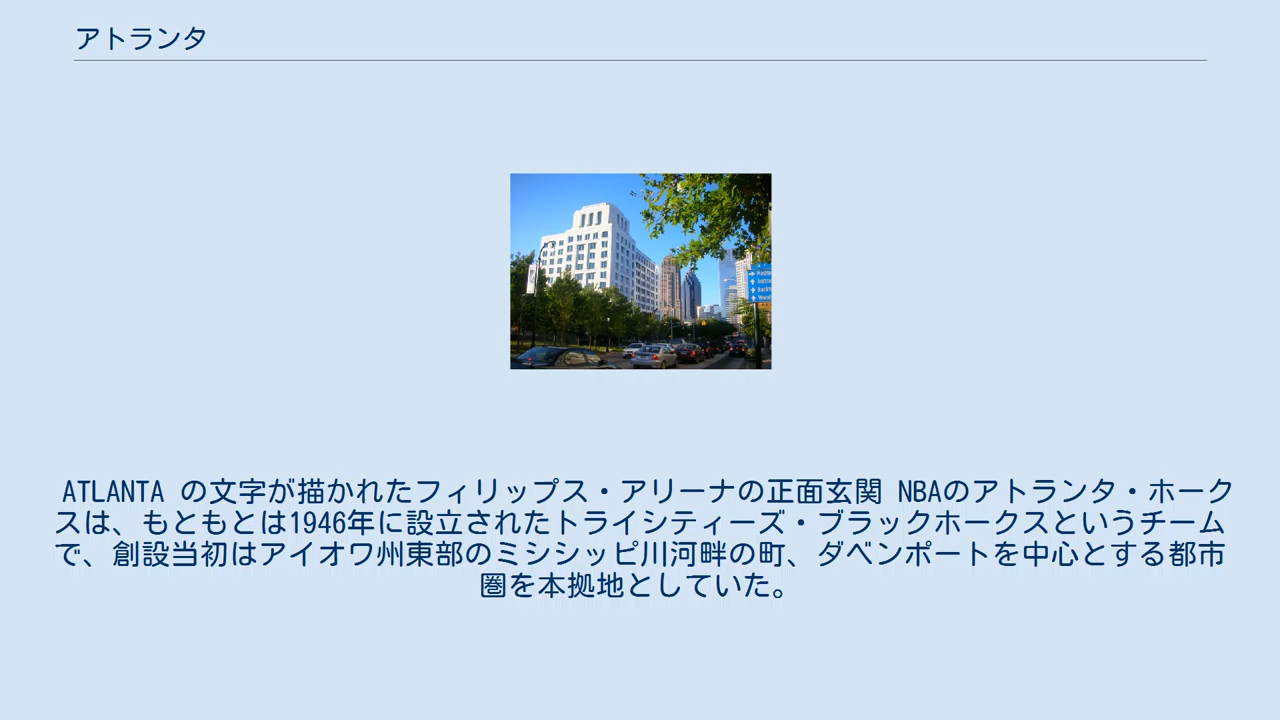 アトランタ
ATLANTA の文字が描かれたフィリップス・アリーナの正面玄関 NBAのアトランタ・ホーク
スは、もともとは1946年に設立されたトライシティーズ・ブラックホークスというチーム
で、創設当初はアイオワ州東部のミシシッピ川河畔の町、ダベンポートを中心とする都市
圏を本拠地としていた。